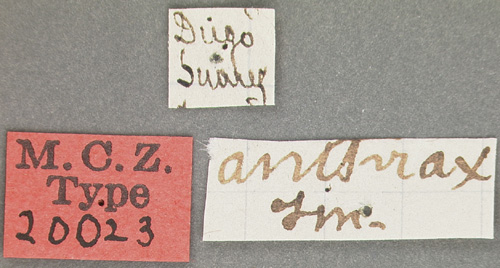 Diego
Suarez
M.C.Z.
Type
20023
anthrax
Sm.